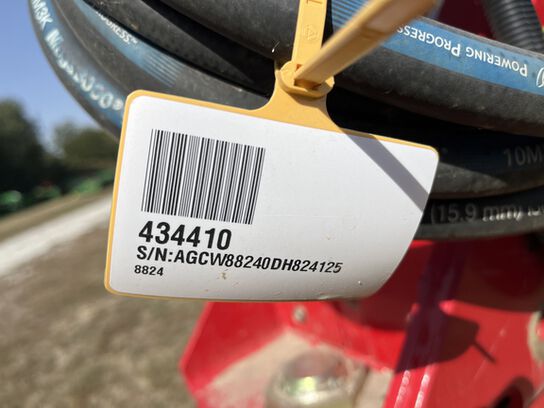 POWERING PROGRESS
10M
(15.9 mm)
434410
S/N:AGCW88240DH824125
8824